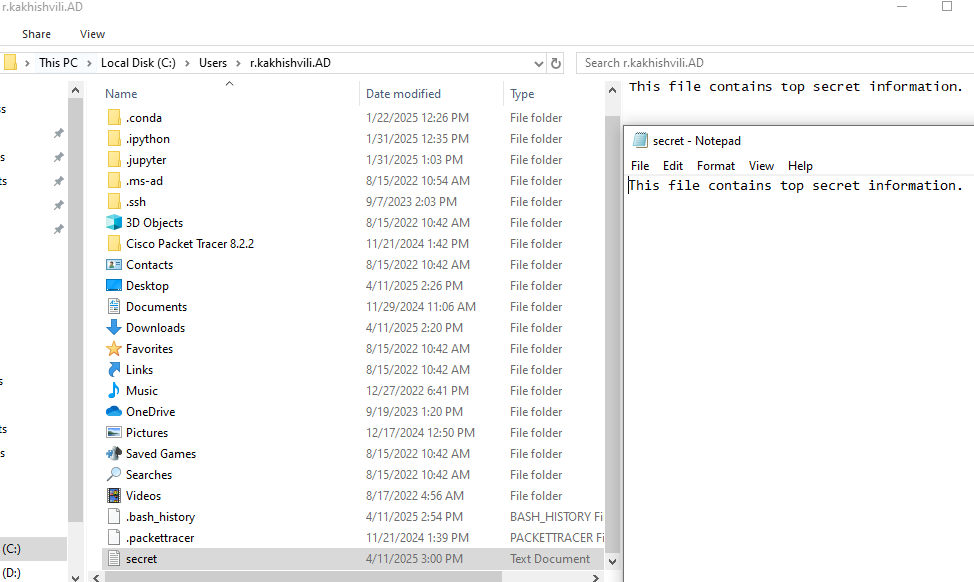 r.kakhishvili.AD
Share View
This PC > Local Disk (C:) > Users > r.kakhishvili.AD
Search r.kakhishvili.AD
Name Date modified Type
.conda 1/22/2025 12:26 PM File folder
.ipython 1/31/2025 12:35 PM File folder
.jupyter 1/31/2025 1:03 PM File folder
.ms-ad 8/15/2022 10:54 AM File folder
.ssh 9/7/2023 2:03 PM File folder
3D Objects 8/15/2022 10:42 AM File folder
Cisco Packet Tracer 8.2.2 11/21/2024 1:42 PM File folder
Contacts 8/15/2022 10:42 AM File folder
Desktop 4/11/2025 2:26 PM File folder
Documents 11/29/2024 11:06 AM File folder
Downloads 4/11/2025 2:20 PM File folder
Favorites 8/15/2022 10:42 AM File folder
Links 8/15/2022 10:42 AM File folder
Music 12/27/2022 6:41 PM File folder
OneDrive 9/19/2023 1:20 PM File folder
Pictures 12/17/2024 12:50 PM File folder
Saved Games 8/15/2022 10:42 AM File folder
Searches 8/15/2022 10:42 AM File folder
Videos 8/17/2022 4:56 AM File folder
.bash_history 4/11/2025 2:54 PM BASH_HISTORY Fi
.packettracer 11/21/2024 1:39 PM PACKETTRACER Fi
secret 4/11/2025 3:00 PM Text Document
(C:)
(D:)
This file contains top secret information.
secret - Notepad
File Edit Format View Help
This file contains top secret information.